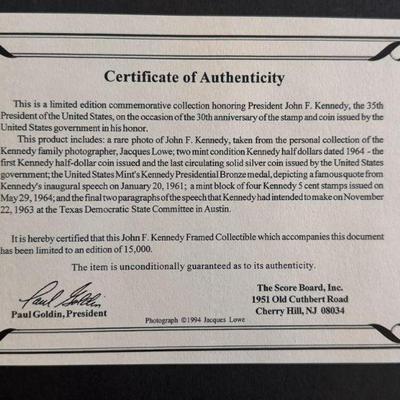 Certificate of Authenticity
This is a limited edition commemorative collection honoring President John F. Kennedy, the 35th
President of the United States, on the occasion of the 30th anniversary of the stamp and coin issued by the
United States government in his honor.
This product includes: a rare photo of John F. Kennedy, taken from the personal collection of the
Kennedy family photographer, Jacques Lowe; two mint condition Kennedy half dollars dated 1964 - the
first Kennedy half-dollar coin issued and the last circulating solid silver coin issued by the United States
government; the United States Mint's Kennedy Presidential Bronze medal, depicting a famous quote from
Kennedy's inaugural speech on January 20, 1961; a mint block of four Kennedy 5 cent stamps issued on
May 29, 1964; and the final two paragraphs of the speech that Kennedy had intended to make on November
22, 1963 at the Texas Democratic State Committee in Austin.
It is hereby certified that this John F. Kennedy Framed Collectible which accompanies this document
has been limited to an edition of 15,000.
The item is unconditionally guaranteed as to its authenticity.
Paul Goldin
Paul Goldin, President
The Score Board, Inc.
1951 Old Cuthbert Road
Cherry Hill, NJ 08034
Photograph ©1994 Jacques Lowe